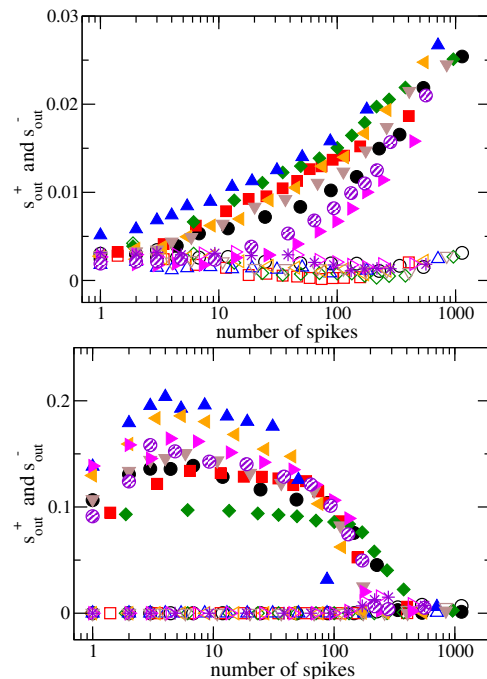 0.03
0.02
0.01
0
s⁺out and s⁻out
1 10 100 1000
number of spikes
0.2
0.1
0
s⁺out and s⁻out
1 10 100 1000
number of spikes